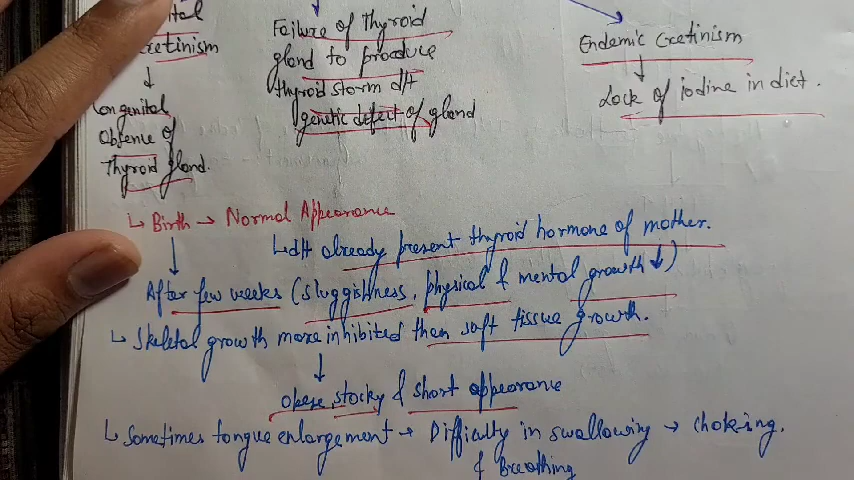 Cretinism
Congenital
Absence of
Thyroid gland.
Failure of Thyroid
gland to produce
thyroid storm d/t
genetic defect of gland
Endemic Cretinism
Lack of iodine in diet.
Birth → Normal Appearance
d/t already present thyroid hormone of mother.
After few weeks (sluggishness, physical & mental growth ↓)
Skeletal growth more inhibited then soft tissue growth.
Obese, stocky & short appearance
Sometimes tongue enlargement → Difficulty in swallowing → choking.
& Breathing